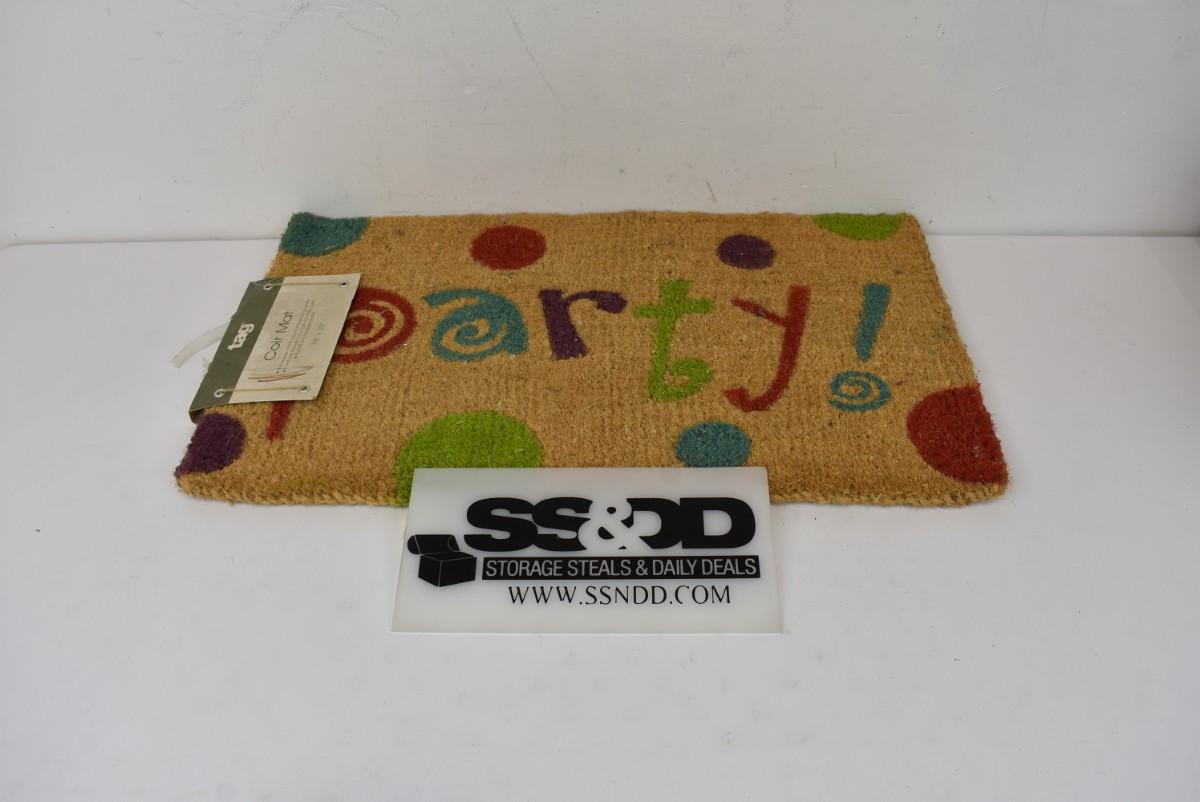 party!
tag
Coir Mat
SS&DD
STORAGE STEALS & DAILY DEALS
WWW.SSNDD.COM